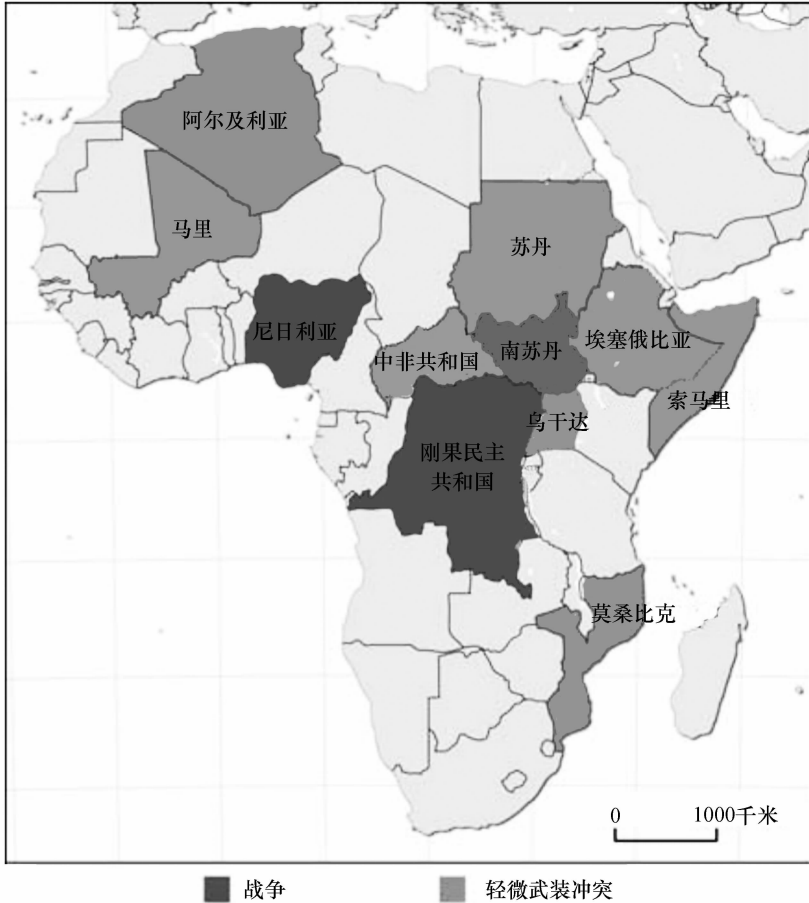 阿尔及利亚
马里
苏丹
尼日利亚
中非共和国
南苏丹
埃塞俄比亚
索马里
乌干达
刚果民主
共和国
莫桑比克
0 1000千米
战争 轻微武装冲突